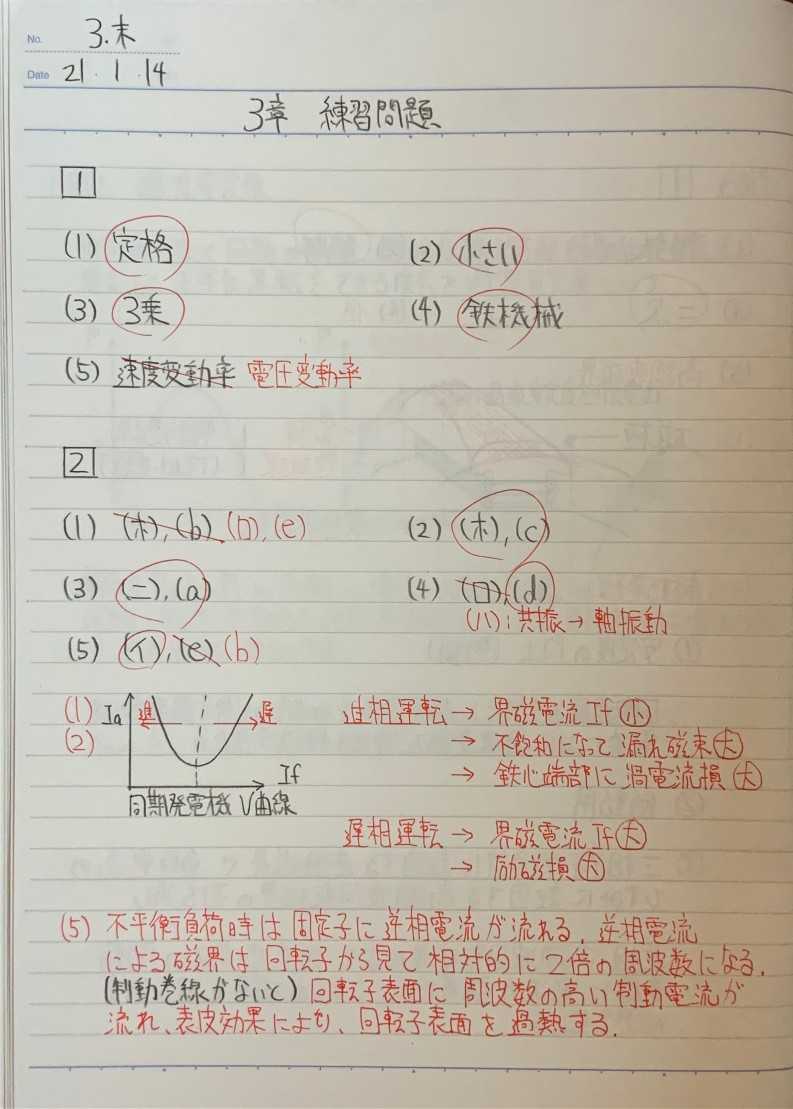 No. 3.末
Date 21・1・14
3章 練習問題
1
(1) 定格 (2) 小さい
(3) 3乗 (4) 鉄機械
(5) 速度変動率 電圧変動率
2
(1) (ホ),(b) (ロ),(e) (2) (ホ),(c)
(3) (ニ),(a) (4) (ロ),(d)
(ハ):共振→軸振動
(5) (イ),(e) (b)
(1) Ia 進 遅 進相運転→界磁電流If小
(2) →不飽和になって漏れ磁束大
If →鉄心端部に渦電流損大
同期発電機 V曲線
遅相運転→界磁電流If大
→励磁損大
(5) 不平衡負荷時は固定子に逆相電流が流れる。逆相電流
による磁界は回転子から見て相対的に2倍の周波数になる。
(制動巻線がないと)回転子表面に周波数の高い制動電流が
流れ、表皮効果により、回転子表面を過熱する。